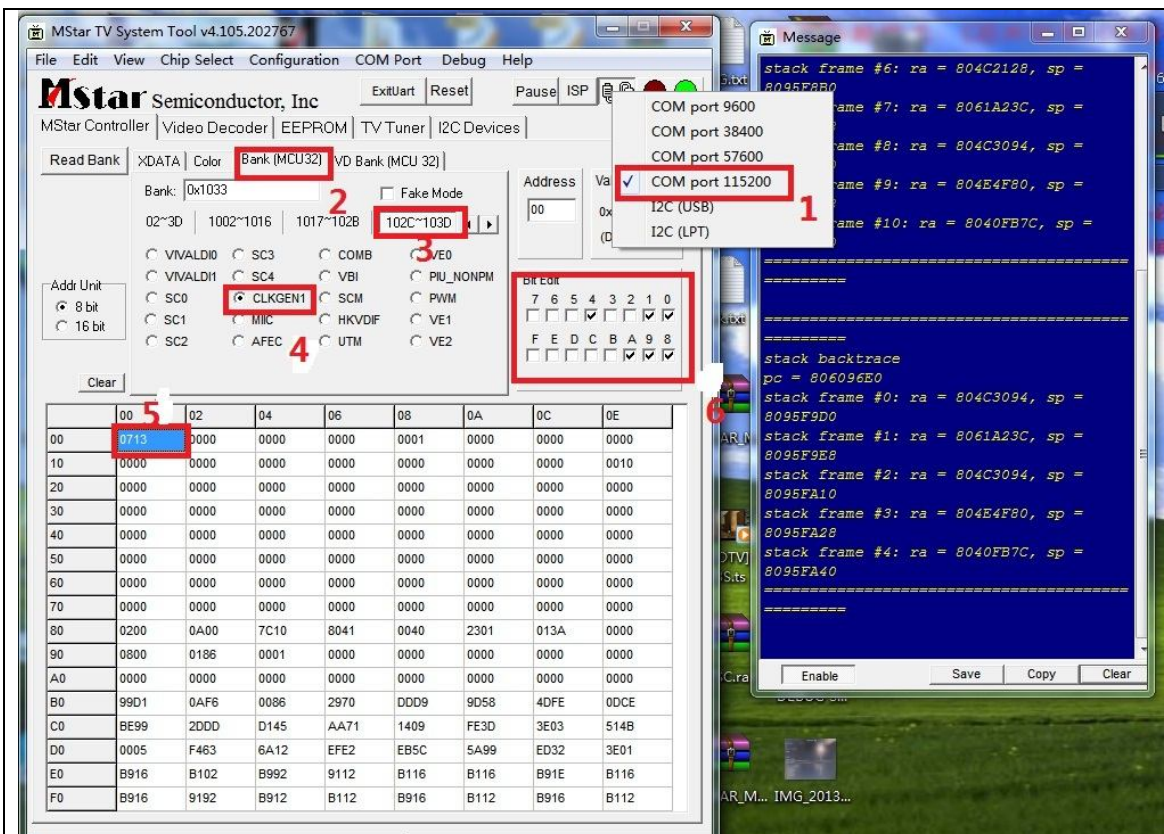 MStar TV System Tool v4.105.202767
File Edit View Chip Select Configuration COM Port Debug Help
MStar Semiconductor, Inc
ExitUart Reset Pause ISP
MStar Controller Video Decoder EEPROM TV Tuner I2C Devices
Read Bank XDATA Color Bank (MCU32) VD Bank (MCU 32)
Bank: 0x1033 Fake Mode
2
02~3D 1002~1016 1017~102B 102C~103D
3
VIVALDI0 SC3 COMB VE0
VIVALDI1 SC4 VBI PIU_NONPM
SC0 CLKGEN1 SCM PWM
SC1 MIIC HKVDIF VE1
SC2 AFEC UTM VE2
4
Addr Unit
8 bit
16 bit
Clear
Address
00
COM port 9600
COM port 38400
COM port 57600
COM port 115200
I2C (USB)
I2C (LPT)
1
Bit Edit
7 6 5 4 3 2 1 0
F E D C B A 9 8
6
5
00 02 04 06 08 0A 0C 0E
00 0713 0000 0000 0000 0001 0000 0000 0000
10 0000 0000 0000 0000 0000 0000 0000 0010
20 0000 0000 0000 0000 0000 0000 0000 0000
30 0000 0000 0000 0000 0000 0000 0000 0000
40 0000 0000 0000 0000 0000 0000 0000 0000
50 0000 0000 0000 0000 0000 0000 0000 0000
60 0000 0000 0000 0000 0000 0000 0000 0000
70 0000 0000 0000 0000 0000 0000 0000 0000
80 0200 0A00 7C10 8041 0040 2301 013A 0000
90 0800 0186 0001 0000 0000 0000 0000 0000
A0 0000 0000 0000 0000 0000 0000 0000 0000
B0 99D1 0AF6 0086 2970 DDD9 9D58 4DFE 0DCE
C0 BE99 2DDD D145 AA71 1409 FE3D 3E03 514B
D0 0005 F463 6A12 EFE2 EB5C 5A99 ED32 3E01
E0 B916 B102 B992 9112 B116 B116 B91E B116
F0 B916 9192 B912 B112 B916 B112 B916 B112
Message
stack frame #6: ra = 804C2128, sp =
8095F8B0
ame #7: ra = 8061A23C, sp =
ame #8: ra = 804C3094, sp =
ame #9: ra = 804E4F80, sp =
frame #10: ra = 8040FB7C, sp =
==========================================
=========
==========================================
=========
stack backtrace
pc = 806096E0
stack frame #0: ra = 804C3094, sp =
8095F9D0
stack frame #1: ra = 8061A23C, sp =
8095F9E8
stack frame #2: ra = 804C3094, sp =
8095FA10
stack frame #3: ra = 804E4F80, sp =
8095FA28
stack frame #4: ra = 8040FB7C, sp =
8095FA40
==========================================
=========
Enable Save Copy Clear
IMG_2013...